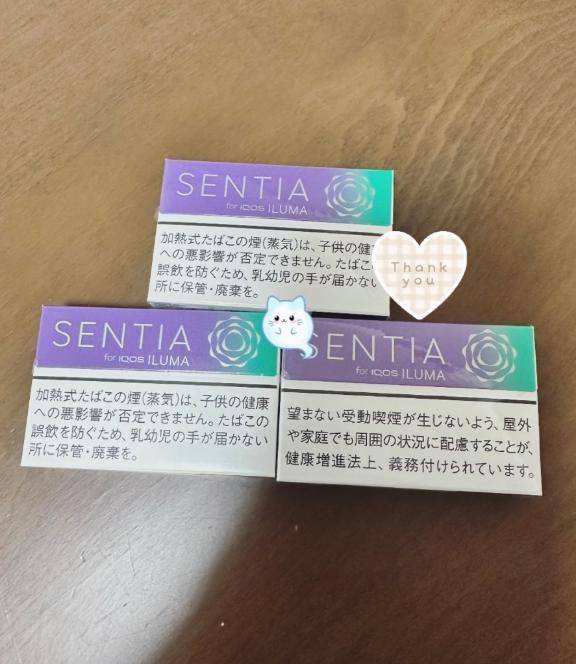 SENTIA
for IQOS ILUMA
加熱式たばこの煙(蒸気)は、子供の健
への悪影響が否定できません。たばこ
誤飲を防ぐため、乳幼児の手が届かない
所に保管・廃棄を。
Thank
you
SENTIA
for IQOS ILUMA
加熱式たばこの煙(蒸気)は、子供の健康
への悪影響が否定できません。たばこの
誤飲を防ぐため、乳幼児の手が届かない
所に保管・廃棄を。
SENTIA
for IQOS ILUMA
望まない受動喫煙が生じないよう、屋外
や家庭でも周囲の状況に配慮することが、
健康増進法上、義務付けられています。